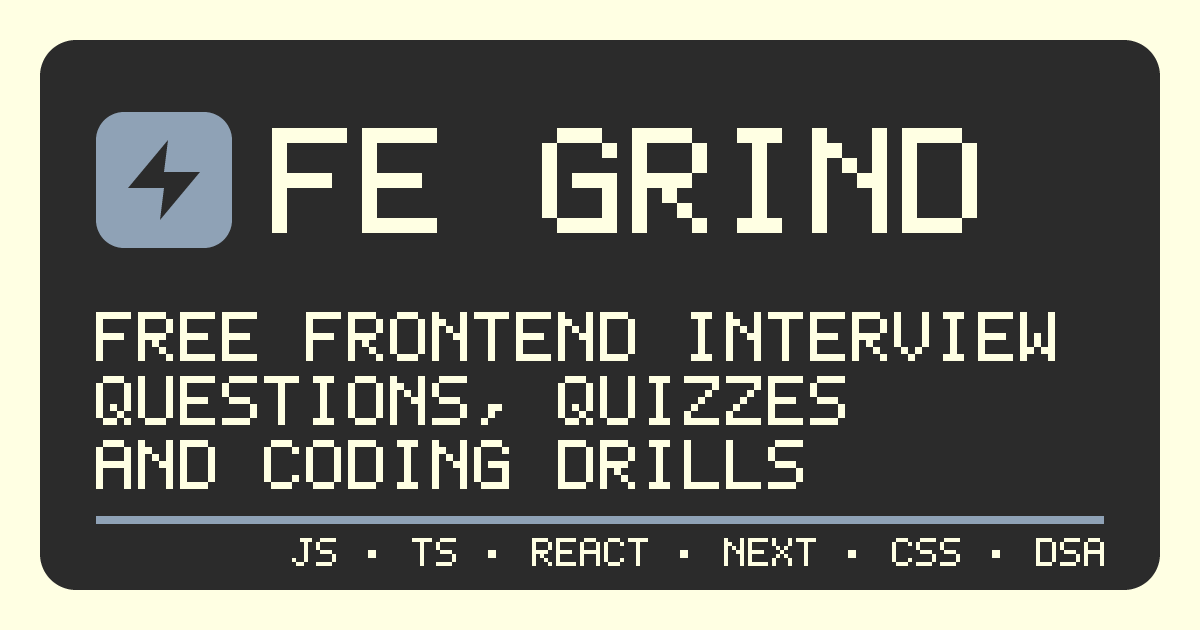 FE GRIND
FREE FRONTEND INTERVIEW
QUESTIONS, QUIZZES
AND CODING DRILLS
JS · TS · REACT · NEXT · CSS · DSA